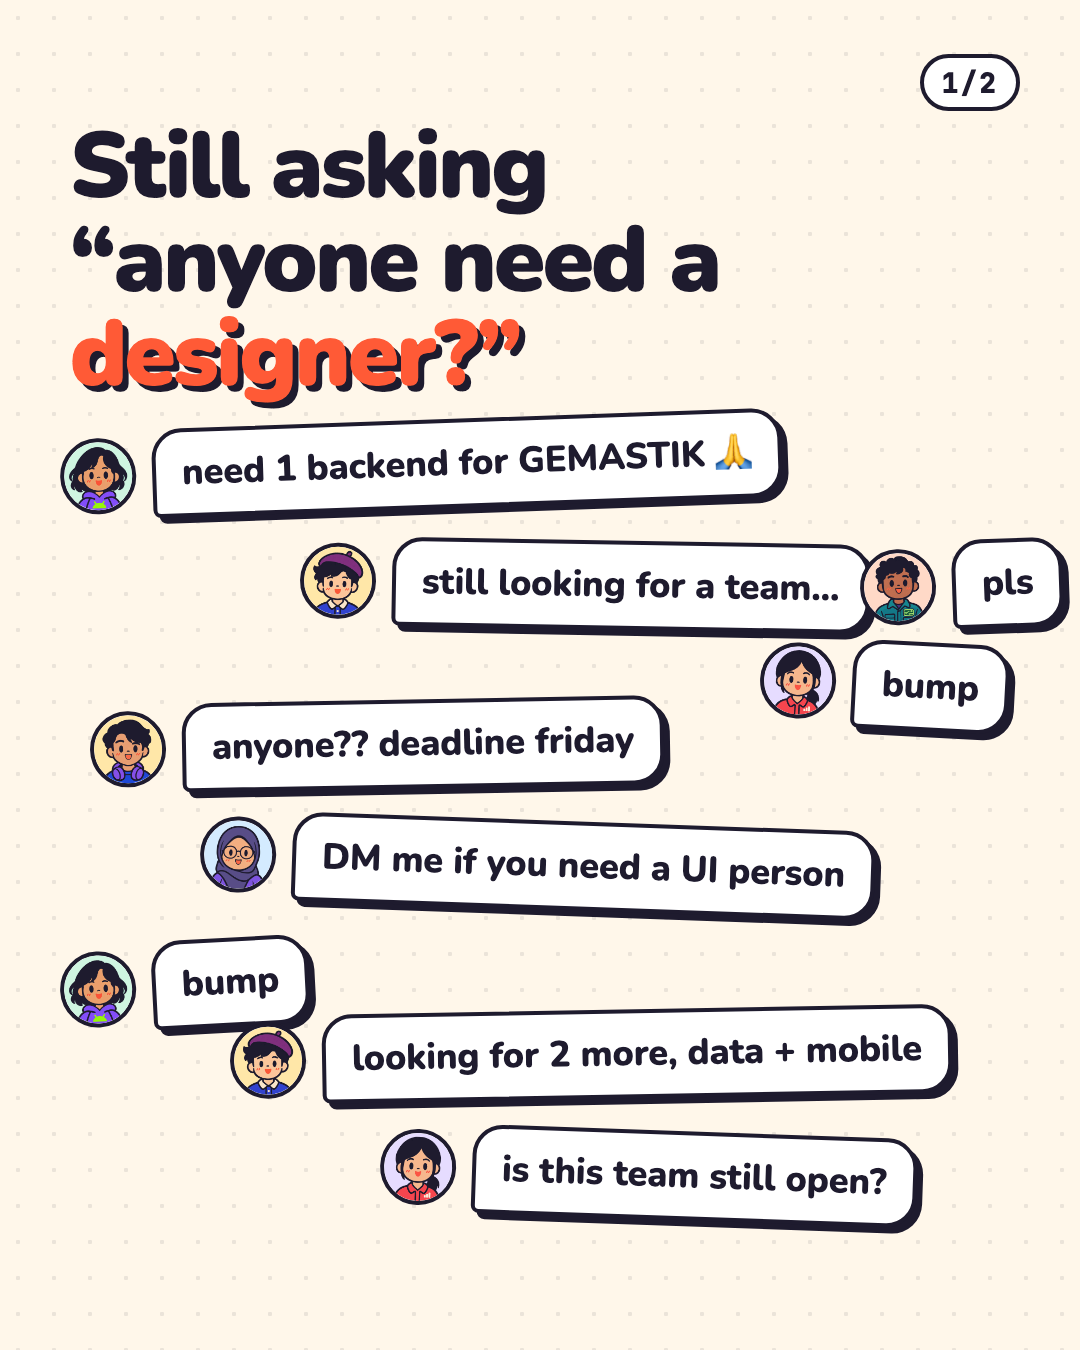 1/2
Still asking
“anyone need a
designer?”
need 1 backend for GEMASTIK 🙏
still looking for a team...
pls
bump
anyone?? deadline friday
DM me if you need a UI person
bump
looking for 2 more, data + mobile
is this team still open?